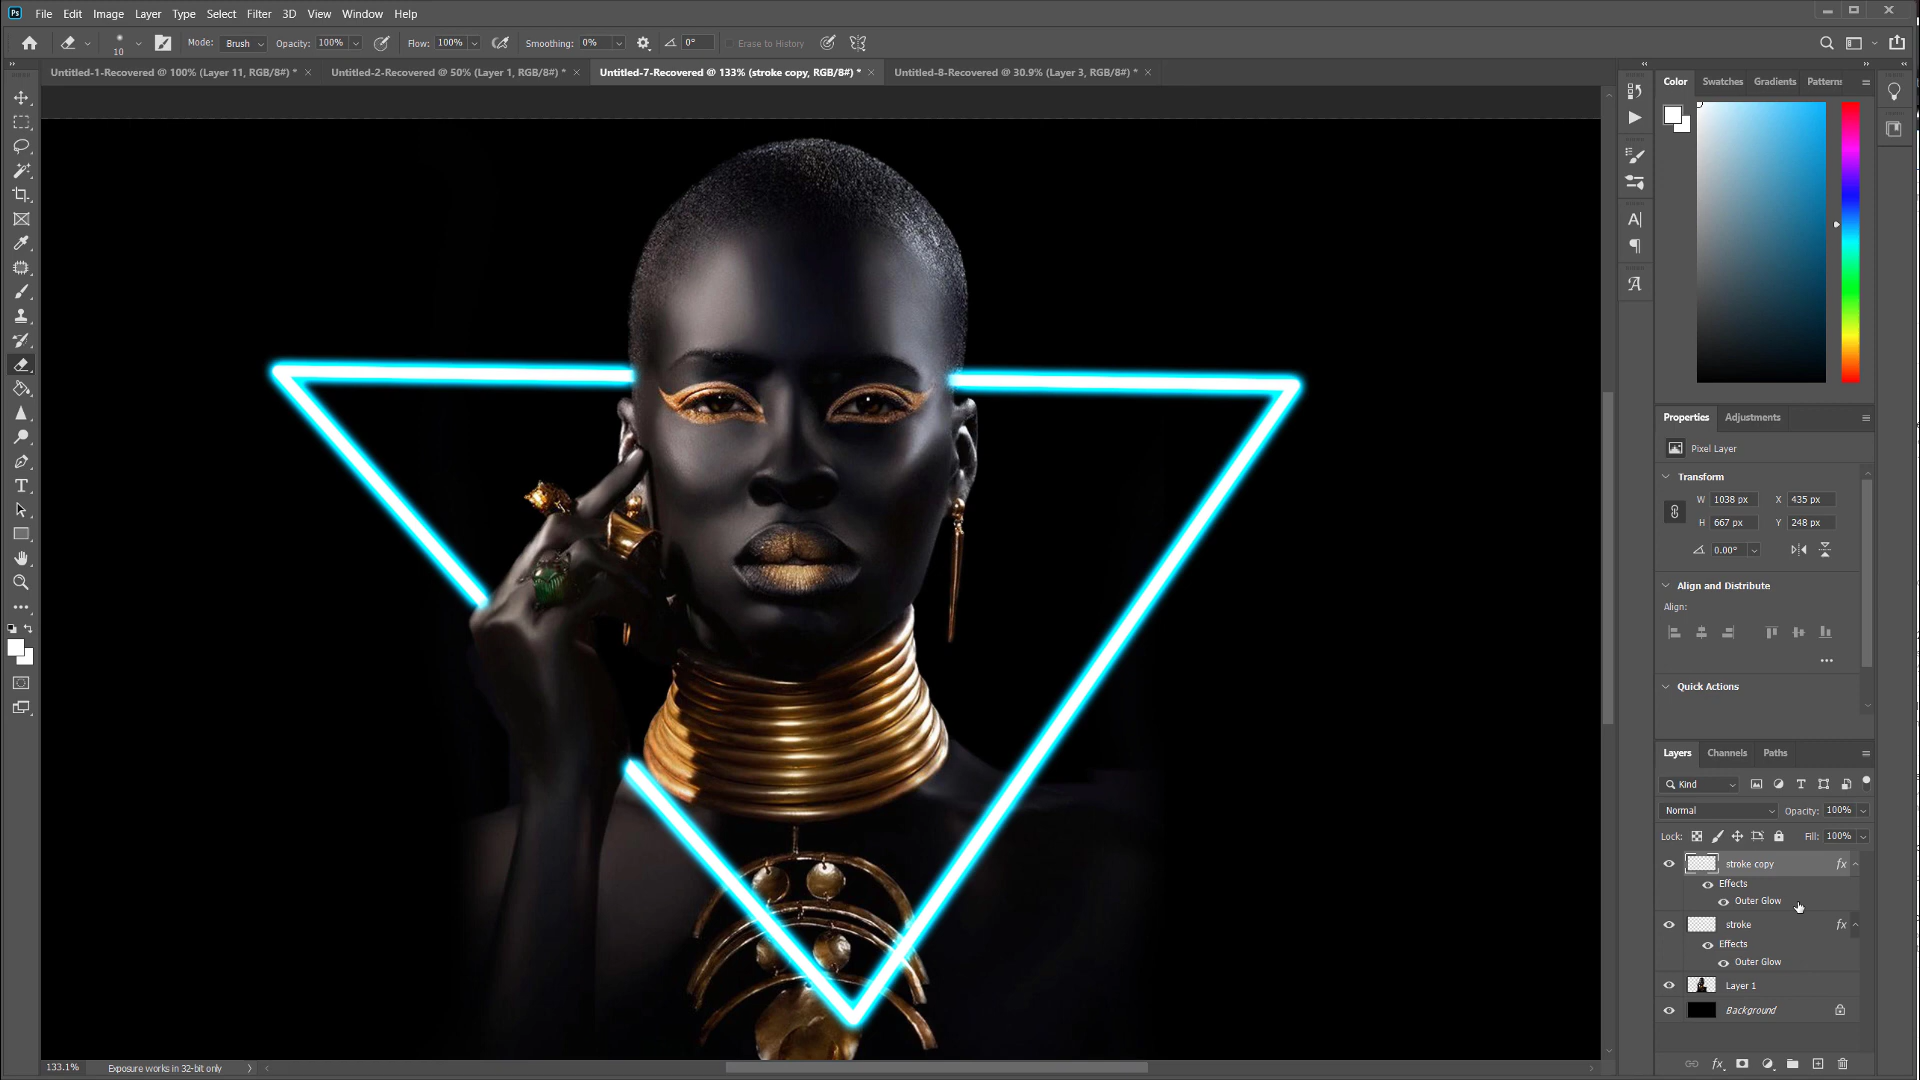 Ps File Edit Image Layer Type Select Filter 3D View Window Help
10 Mode: Brush Opacity: 100% Flow: 100% Smoothing: 0% 0° Erase to History
Untitled-1-Recovered @ 100% (Layer 11, RGB/8#) * Untitled-2-Recovered @ 50% (Layer 1, RGB/8#) * Untitled-7-Recovered @ 133% (stroke copy, RGB/8#) * Untitled-8-Recovered @ 30.9% (Layer 3, RGB/8#) *
Color Swatches Gradients Patterns
Properties Adjustments
Pixel Layer
Transform
W 1038 px X 435 px
H 667 px Y 248 px
0.00°
Align and Distribute
Align:
Quick Actions
Layers Channels Paths
Kind
Normal Opacity: 100%
Lock: Fill: 100%
stroke copy fx
Effects
Outer Glow
stroke fx
Effects
Outer Glow
Layer 1
Background
133.1% Exposure works in 32-bit only
fx